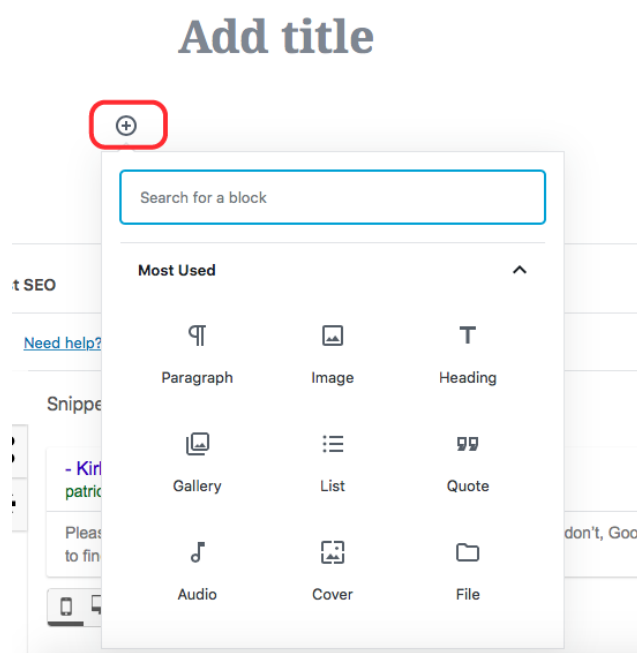 Add title
Search for a block
Most Used
t SEO
Need help?
Paragraph Image Heading
Snippe
Gallery List Quote
- Kirl
patric
Pleas don't, Goo
to fin
Audio Cover File